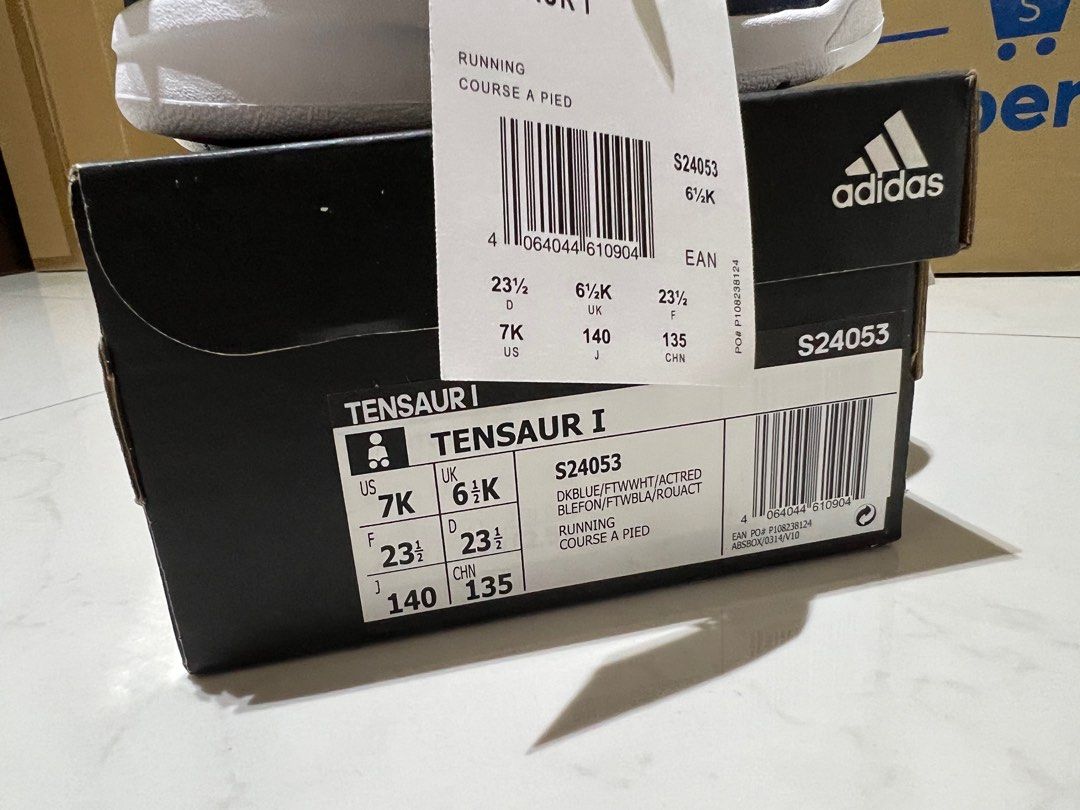 RUNNING
COURSE A PIED
S24053
6½K
4 064044 610904
EAN
23½ 6½K 23½
D UK F
7K 140 135
US J CHN
PO# P108238124
adidas
S
S24053
TENSAUR I
TENSAUR I
US 7K UK 6½K
F 23½ D 23½
J 140 CHN 135
S24053
DKBLUE/FTWWHT/ACTRED
BLEFON/FTWBLA/ROUACT
RUNNING
COURSE A PIED
4 064044 610904
EAN PO# P108238124
ABSBOX/0314/V10